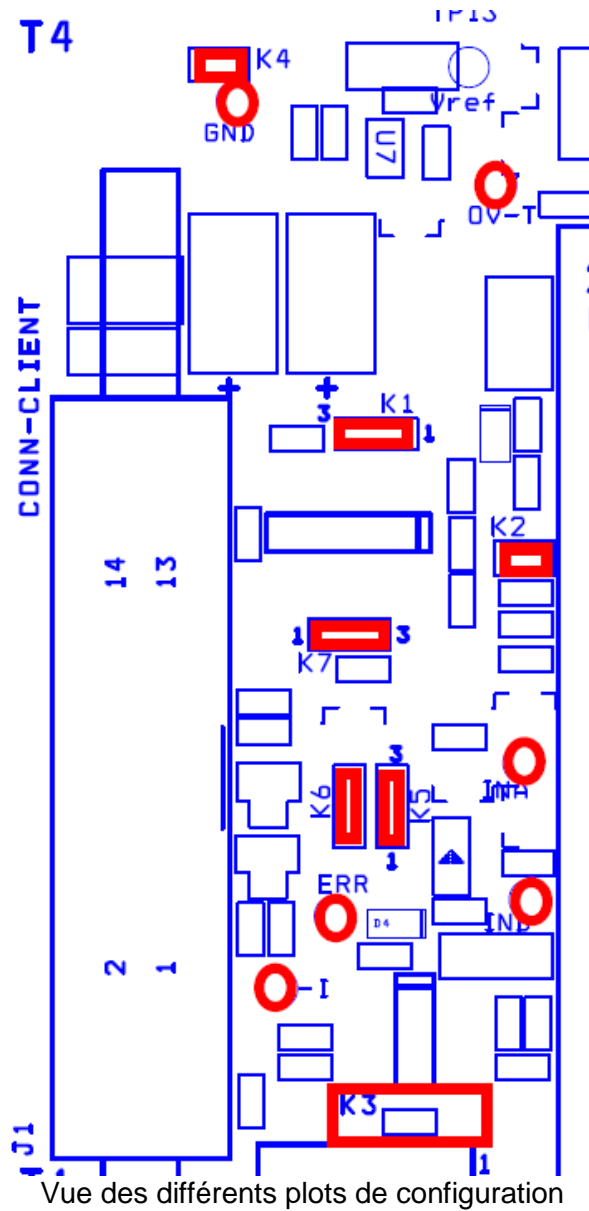 T4
K4
TP13
Vref
GND
U7
0V-T
CONN-CLIENT
+ +
3 K1 1
K2
14 13
1 3
K7
3
K6 K5
INA
1
ERR
D4
IND
2 1
-I
K3
J1
1
Vue des différents plots de configuration